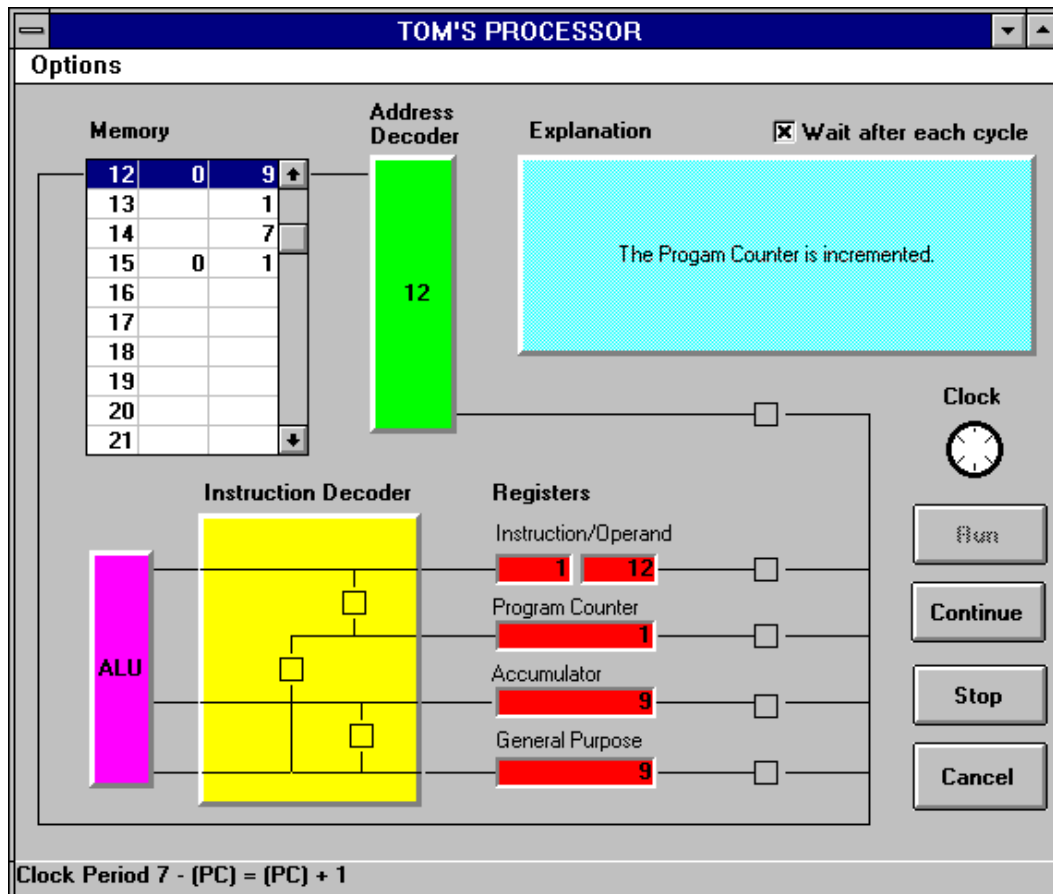 TOM'S PROCESSOR
Options
Memory
Address
Decoder
Explanation
Wait after each cycle
12 0 9
13 1
14 7
15 0 1
16
17
18
19
20
21
12
The Progam Counter is incremented.
Clock
Instruction Decoder
Registers
Instruction/Operand
1 12
Run
Program Counter
1
Continue
ALU
Accumulator
9
Stop
General Purpose
9
Cancel
Clock Period 7 - (PC) = (PC) + 1